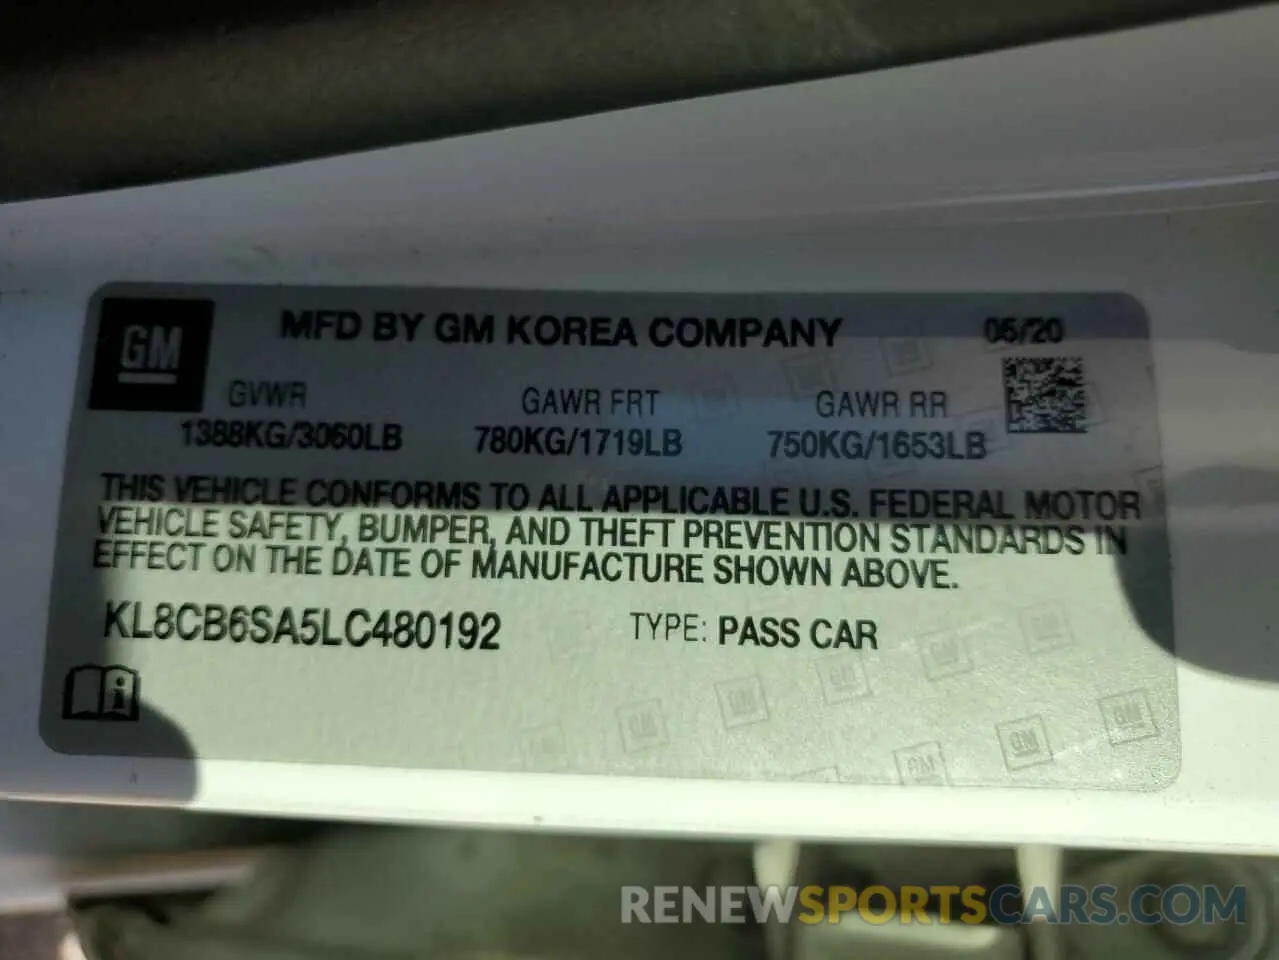 GM
MFD BY GM KOREA COMPANY 05/20
GVWR GAWR FRT GAWR RR
1388KG/3060LB 780KG/1719LB 750KG/1653LB
THIS VEHICLE CONFORMS TO ALL APPLICABLE U.S. FEDERAL MOTOR
VEHICLE SAFETY, BUMPER, AND THEFT PREVENTION STANDARDS IN
EFFECT ON THE DATE OF MANUFACTURE SHOWN ABOVE.
KL8CB6SA5LC480192 TYPE: PASS CAR
RENEWSPORTSCARS.COM